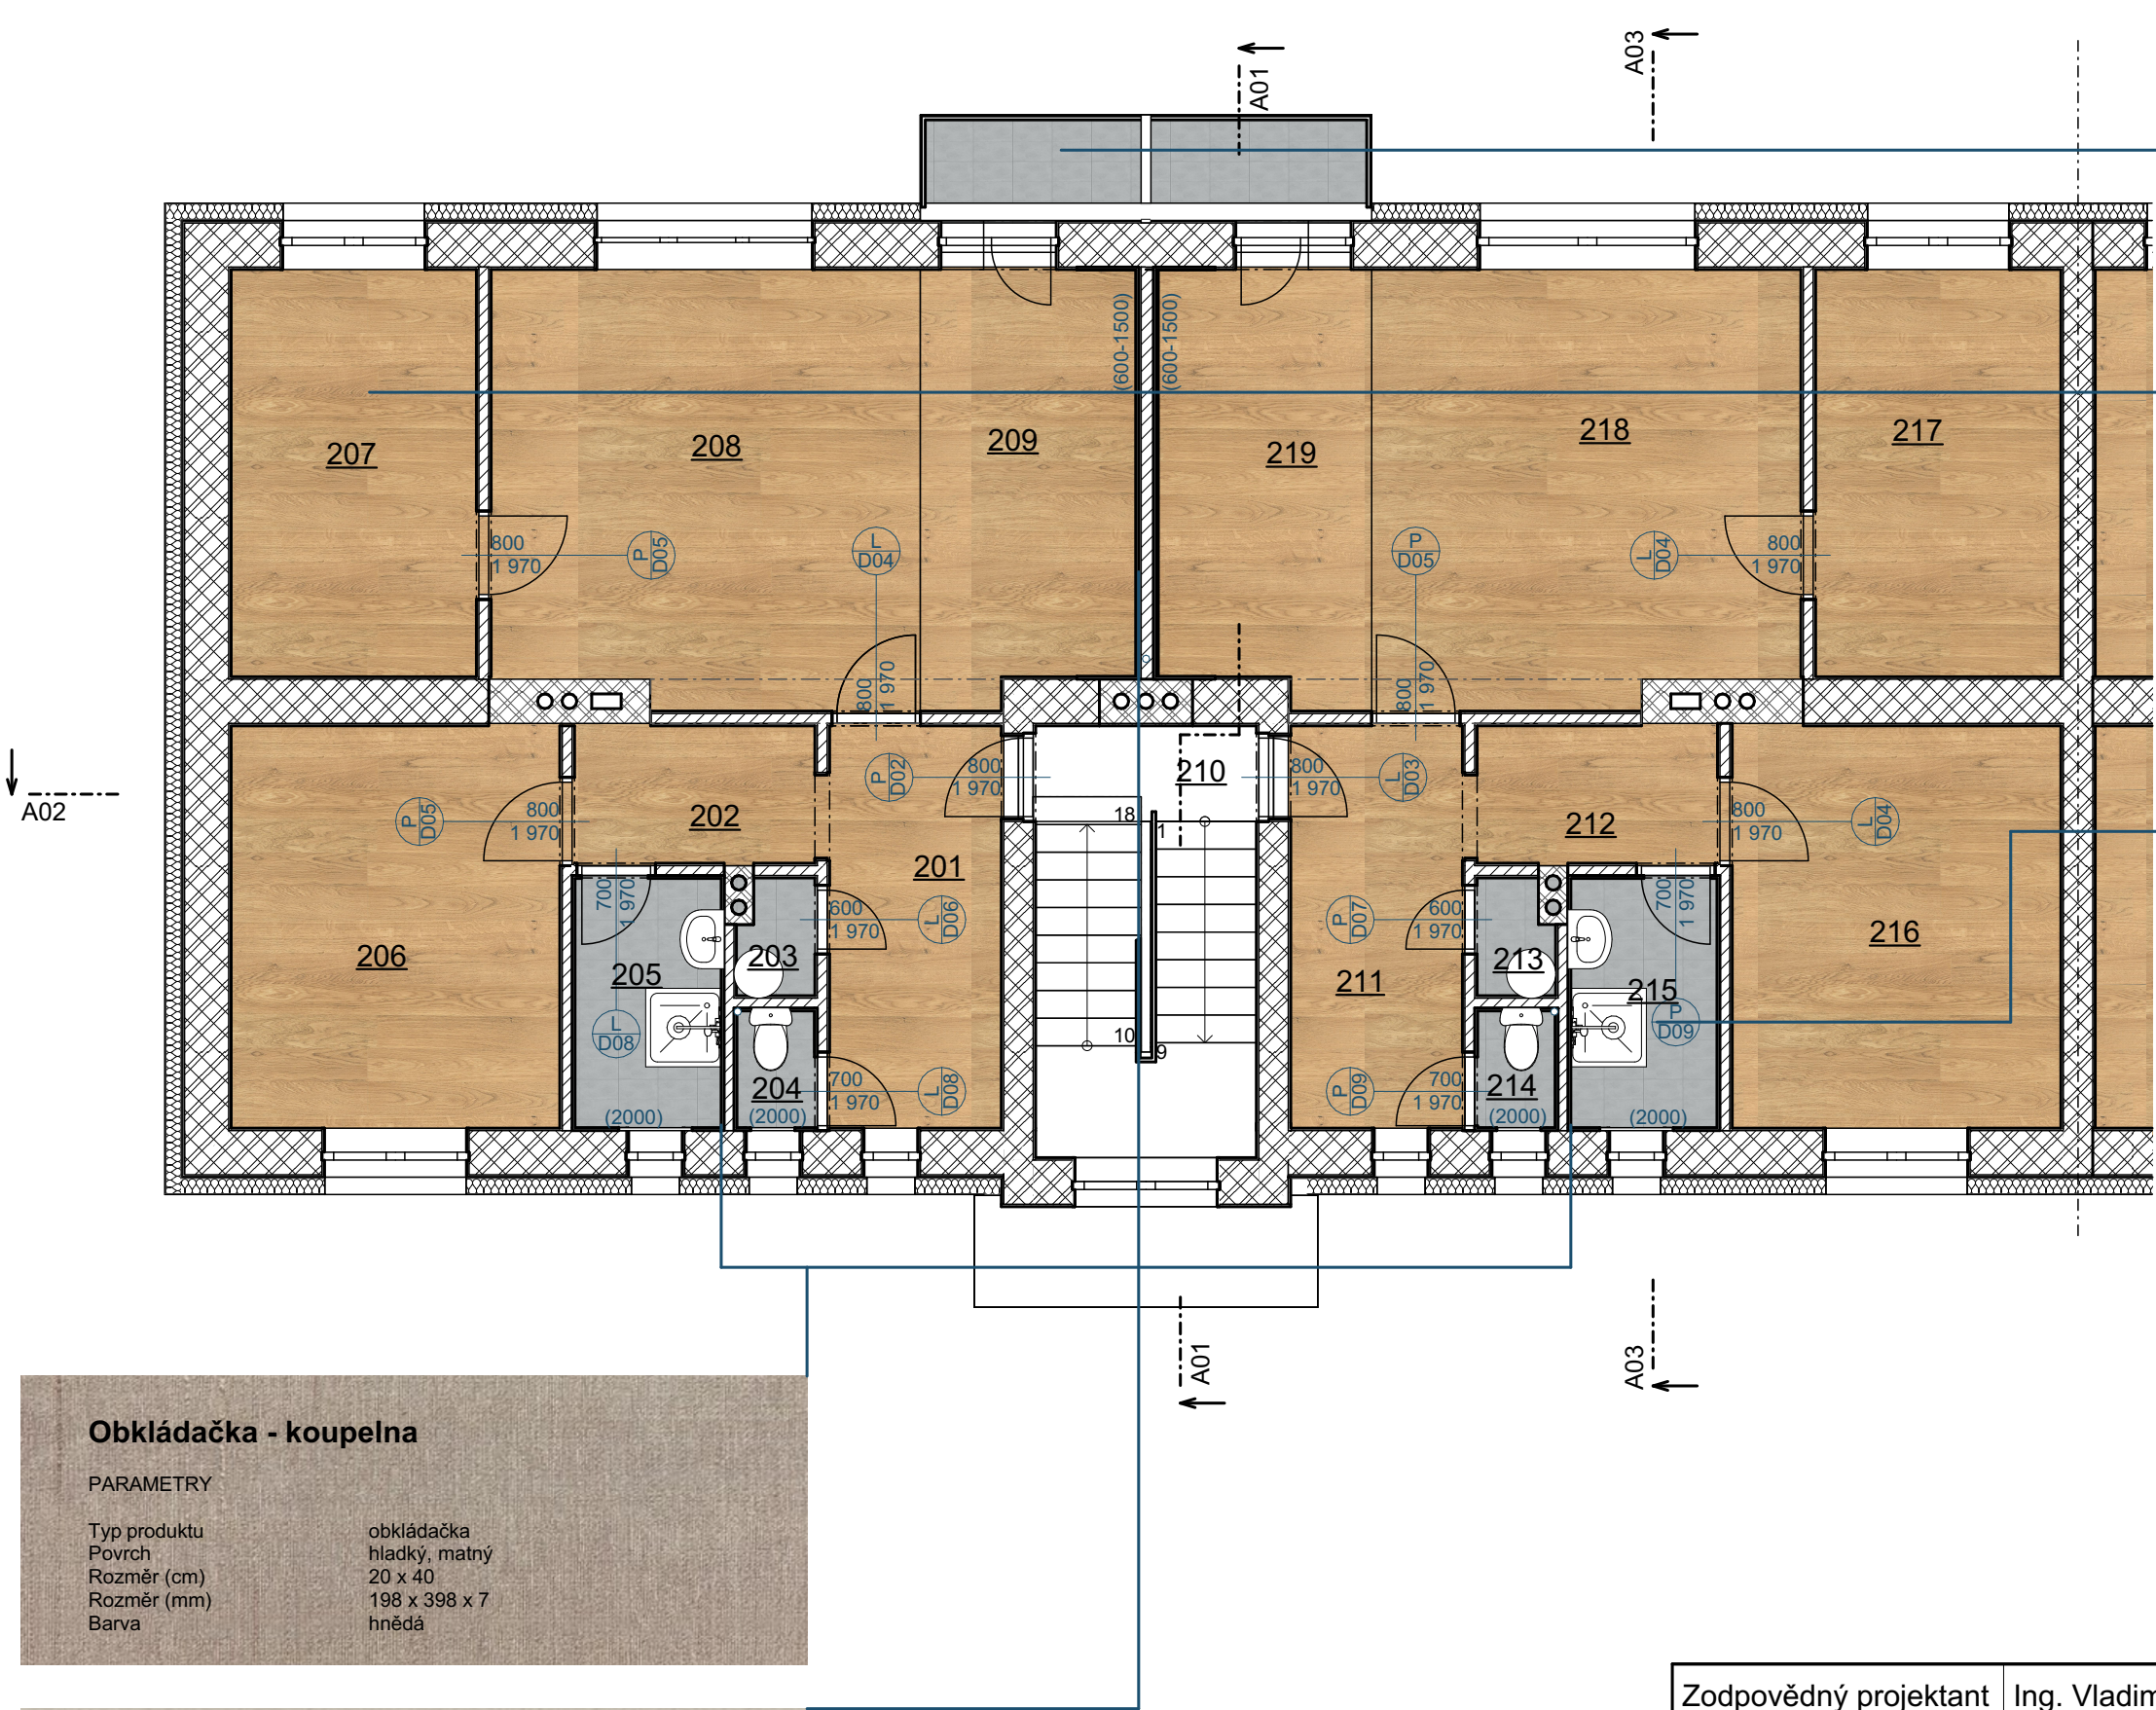 A01
A03
(600-1500)
(600-1500)
207
208
209
219
218
217
800
1 970
P
D05
L
D04
P
D05
L
D04
800
1 970
800
1 970
800
1 970
A02
P
D05
800
1 970
202
P
D02
800
1 970
210
800
1 970
L
D03
212
800
1 970
L
D04
18
1
201
700
1 970
600
1 970
L
D06
P
D07
600
1 970
700
1 970
206
205
203
211
213
215
216
L
D08
10
9
P
D09
204
700
1 970
L
D08
P
D09
700
1 970
214
(2000)
(2000)
(2000)
(2000)
A01
A03
Obkládačka - koupelna
PARAMETRY
Typ produktu obkládačka
Povrch hladký, matný
Rozměr (cm) 20 x 40
Rozměr (mm) 198 x 398 x 7
Barva hnědá
Zodpovědný projektant Ing.